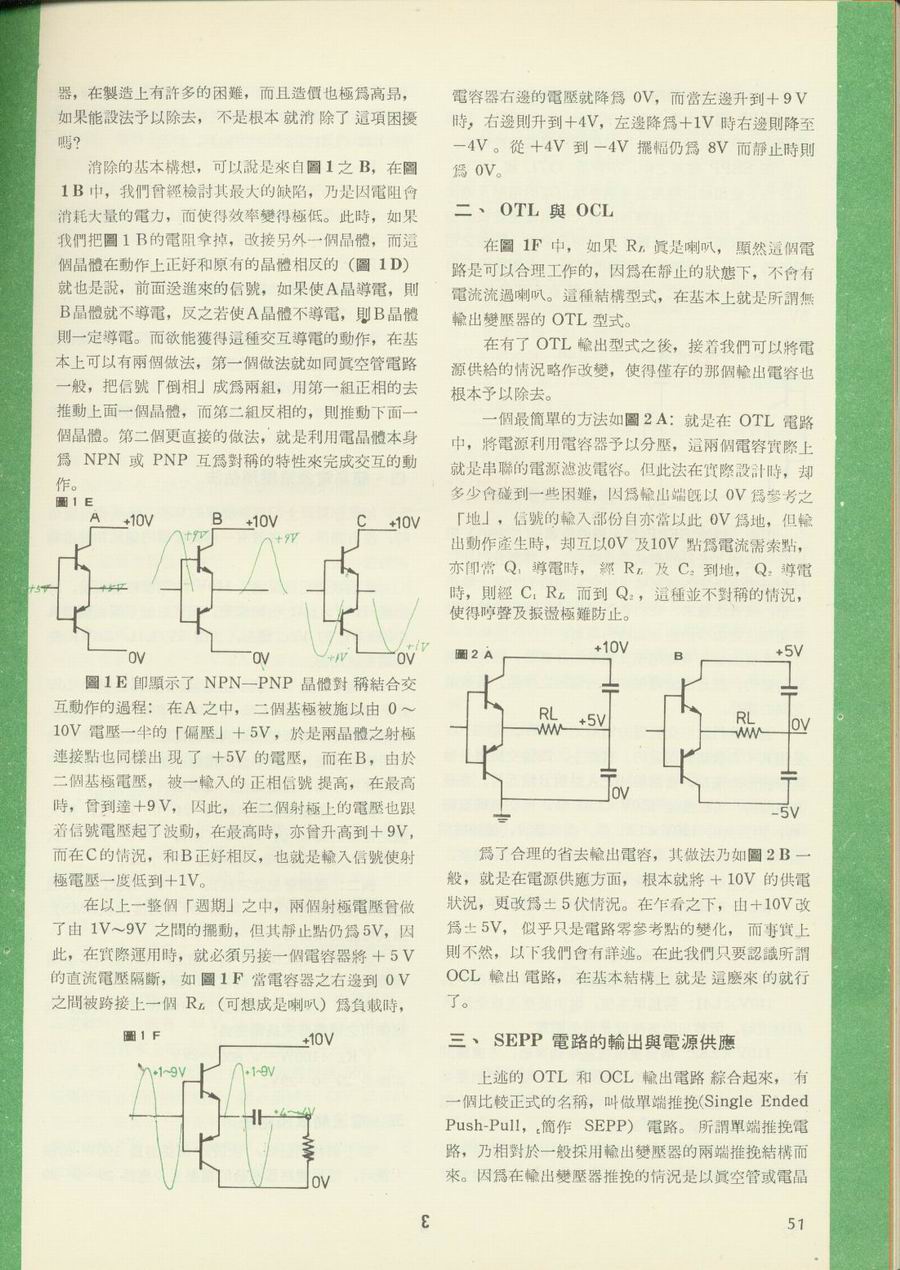 器，在製造上有許多的困難，而且造價也極爲高昂，
如果能設法予以除去， 不是根本 就消 除了 這項困擾
嗎?
消除的基本構想，可以說是來自圖 1 之 B，在圖
1 B 中，我們曾經檢討其最大的缺陷，乃是因電阻會
消耗大量的電力，而使得效率變得極低。此時，如果
我們把圖 1 B的電阻拿掉，改接另外一個晶體，而這
個晶體在動作上正好和原有的晶體相反的（圖 1D）
就也是說，前面送進來的信號，如果使A晶導電，則
B晶體就不導電，反之若使A晶體不導電，則B晶體
則一定導電。而欲能獲得這種交互導電的動作，在基
本上可以有兩個做法，第一個做法就如同眞空管電路
一般，把信號「倒相」成爲兩組，用第一組正相的去
推動上面一個晶體，而第二組反相的，則推動下面一
個晶體。第二個更直接的做法，就是利用電晶體本身
爲 NPN 或 PNP 互爲對稱的特性來完成交互的動
作。
圖1 E
A +10V B +10V C +10V
+9V +9V
+5V +5V
+1V +1V
0V 0V 0V
圖 1 E 卽顯示了 NPN—PNP 晶體對 稱結合交
互動作的過程： 在A 之中， 二個基極被施以由 0～
10V 電壓一半的「偏壓」＋5V，於是兩晶體之射極
連接點也同樣出 現 了 +5V 的電壓， 而在B，由於
二個基極電壓， 被一輸入的 正相信號 提高， 在最高
時，曾到達+9 V， 因此， 在二個射極上的電壓也跟
着信號電壓起了波動，在最高時，亦曾升高到＋9V，
而在C的情況，和B正好相反，也就是輸入信號使射
極電壓一度低到＋1V。
在以上一整個「週期」之中，兩個射極電壓曾做
了由 1V～9V 之間的擺動，但其靜止點仍爲 5V，因
此，在實際運用時，就必須另接一個電容器將 ＋5 V
的直流電壓隔斷， 如 圖 1 F 當電容器之右邊到 0 V
之間被跨接上一個 RL （可想成是喇叭）爲負載時，
圖1 F
+10V
+1~9V +1~9V
+4~-4V
0V
電容器右邊的電壓就降爲 0V，而當左邊升到＋9 V
時，右邊則升到+4V，左邊降爲+1V 時右邊則降至
－4V 。從 +4V 到 －4V 擺幅仍爲 8V 而靜止時則
爲 0V。
二、 OTL 與 OCL
在圖 1F 中， 如果 RL 眞是喇叭， 顯然這個電
路是可以合理工作的，因爲在靜止的狀態下，不會有
電流流過喇叭。這種結構型式，在基本上就是所謂無
輸出變壓器的 OTL 型式。
在有了 OTL 輸出型式之後，接着我們可以將電
源供給的情況略作改變，使得僅存的那個輸出電容也
根本予以除去。
一個最簡單的方法如圖 2 A： 就是在 OTL 電路
中，將電源利用電容器予以分壓，這兩個電容實際上
就是串聯的電源濾波電容。但此法在實際設計時，却
多少會碰到一些困難，因爲輸出端旣以 0V 爲參考之
「地」，信號的輸入部份自亦當以此 0V 爲地，但輸
出動作產生時，却互以0V 及10V 點爲電流需索點，
亦卽當 Q₁ 導電時， 經 RL 及 C₂ 到地， Q₂ 導電
時，則經 C₁ RL 而到 Q₂ ，這種並不對稱的情況，
使得哼聲及振盪極難防止。
圖2 A +10V B +5V
RL +5V RL 0V
0V -5V
爲了合理的省去輸出電容，其做法乃如圖 2 B 一
般，就是在電源供應方面， 根本就將 ＋10V 的供電
狀況，更改爲±5伏情況。在乍看之下，由＋10V改
爲±5V， 似乎只是電路零參考點的變化， 而事實上
則不然，以下我們會有詳述。在此我們只要認識所謂
OCL 輸出 電路， 在基本結構上 就是 這麽來 的就行
了。
三、 SEPP 電路的輸出與電源供應
上述的 OTL 和 OCL 輸出電路 綜合起來， 有
一個比較正式的名稱，叫做單端推挽(Single Ended
Push-Pull，簡作 SEPP) 電路。 所謂單端推挽電
路，乃相對於一般採用輸出變壓器的兩端推挽結構而
來。因爲在輸出變壓器推挽的情況是以眞空管或電晶
3
51